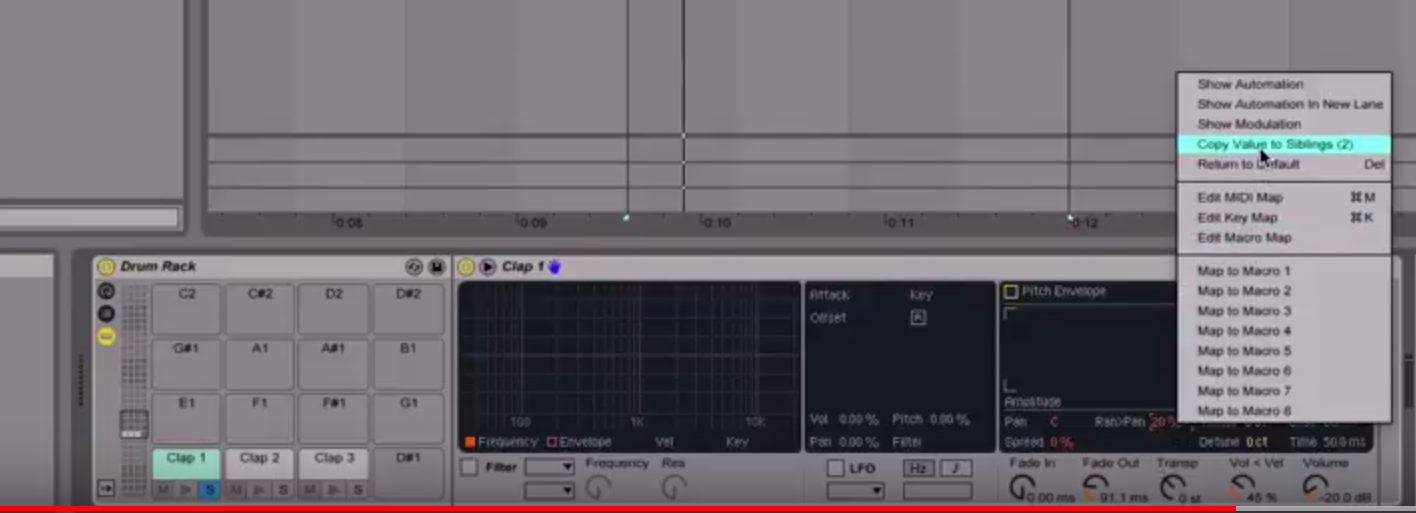 Show Automation
Show Automation In New Lane
Show Modulation
Copy Value to Siblings (2)
Return to Default Del
Edit MIDI Map ⌘M
Edit Key Map ⌘K
Edit Macro Map
Map to Macro 1
Map to Macro 2
Map to Macro 3
Map to Macro 4
Map to Macro 5
Map to Macro 6
Map to Macro 7
Map to Macro 8
0:08 0:09 0:10 0:11 0:12
Drum Rack
C2 C#2 D2 D#2
G#1 A1 A#1 B1
E1 F1 F#1 G1
Clap 1 Clap 2 Clap 3 D#1
M S M S M S
Clap 1
100 1k 10k
Frequency Envelope Vel Key
Filter Frequency Res
Attack Key
Offset R
Vol 0.00 % Pitch 0.00 %
Pan 0.00 % Filter
LFO Hz
Pitch Envelope
Amplitude
Pan C Ran>Pan 20 %
Spread 0 % Detune 0 ct Time 50.0 ms
Fade In Fade Out Transp Vol < Vel Volume
0.00 ms 91.1 ms 0 st 45 % -20.0 dB